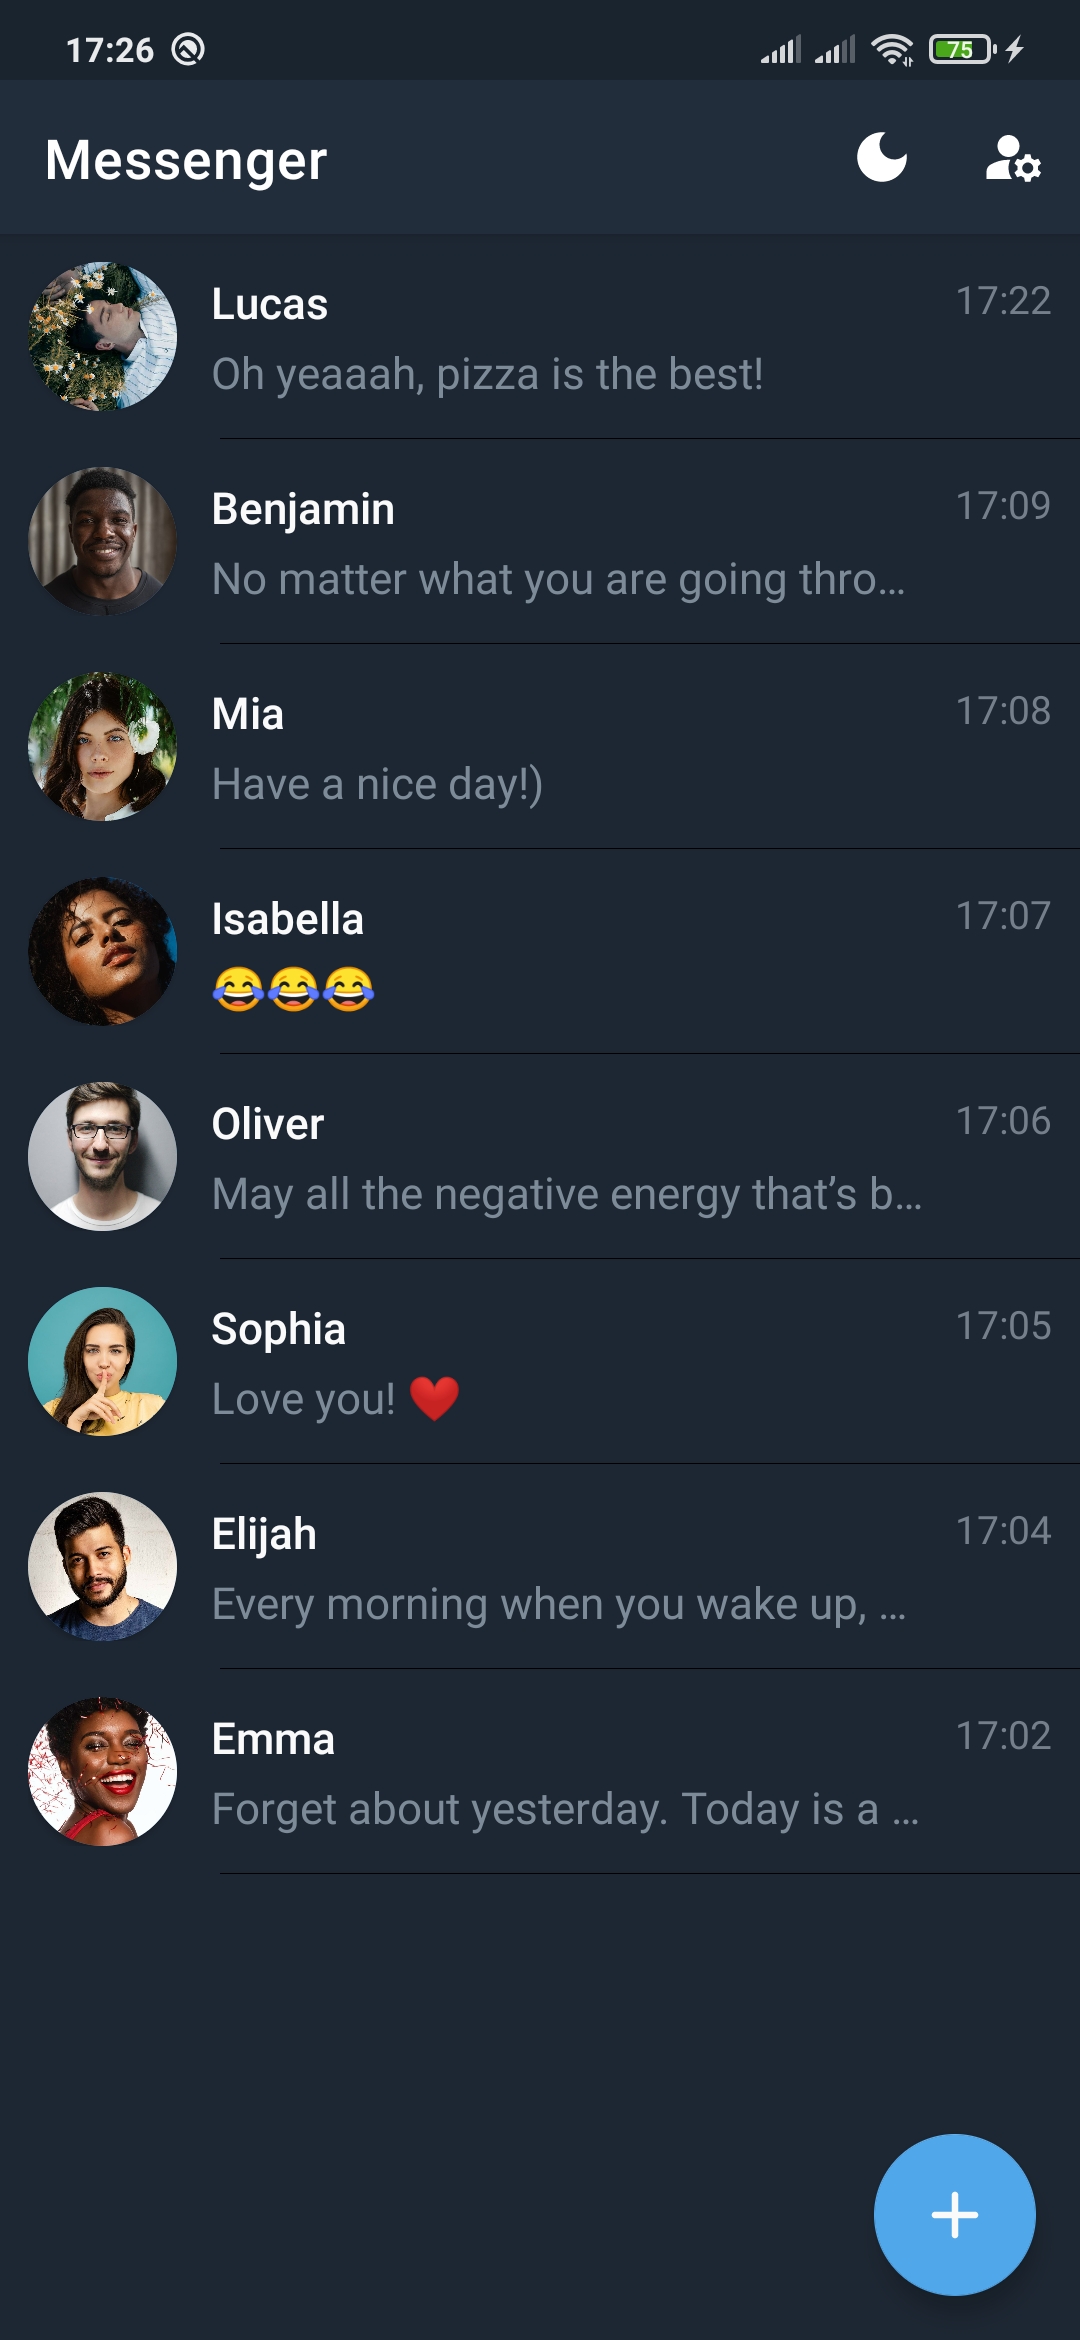 17:26 75
Messenger
Lucas 17:22
Oh yeaaah, pizza is the best!
Benjamin 17:09
No matter what you are going thro...
Mia 17:08
Have a nice day!)
Isabella 17:07
😂😂😂
Oliver 17:06
May all the negative energy that’s b...
Sophia 17:05
Love you! ❤️
Elijah 17:04
Every morning when you wake up, ...
Emma 17:02
Forget about yesterday. Today is a ...